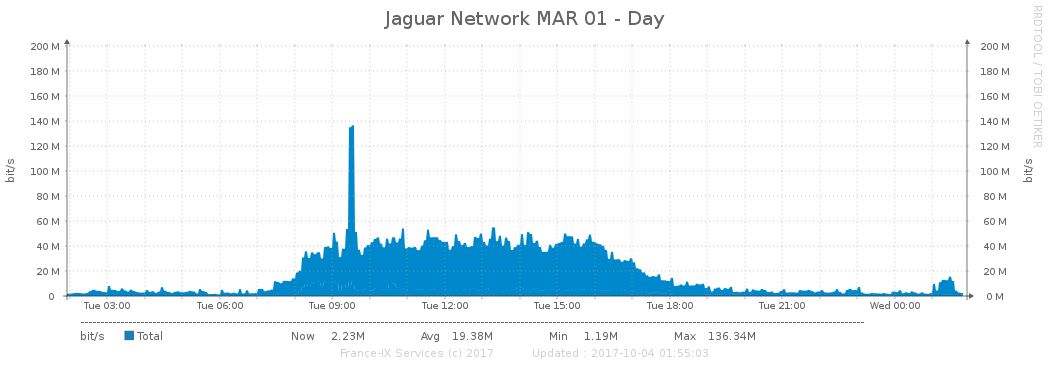 Jaguar Network MAR 01 - Day
RRDTOOL / TOBI OETIKER
bit/s
200 M
180 M
160 M
140 M
120 M
100 M
80 M
60 M
40 M
20 M
0
200 M
180 M
160 M
140 M
120 M
100 M
80 M
60 M
40 M
20 M
0 M
bit/s
Tue 03:00 Tue 06:00 Tue 09:00 Tue 12:00 Tue 15:00 Tue 18:00 Tue 21:00 Wed 00:00
bit/s Total Now 2.23M Avg 19.38M Min 1.19M Max 136.34M
France-IX Services (c) 2017 Updated : 2017-10-04 01:55:03